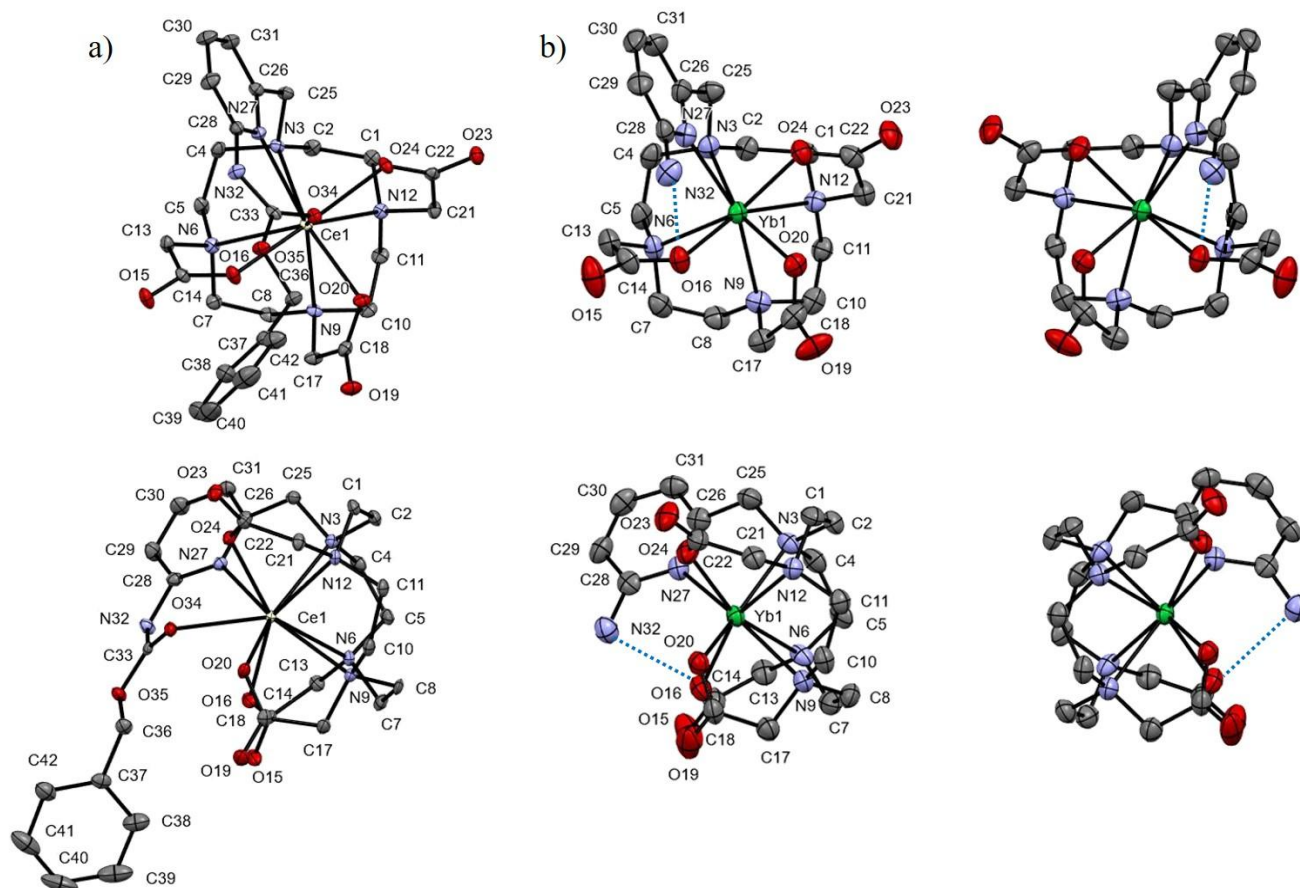 a)
C30
C31
C29
C26
C25
N27
C28
N3
C2
C1
O23
C4
O24
C22
N32
O34
N12
C21
C5
C33
C13
N6
Ce1
C11
O16
O35
O15
C36
O20
C14
C8
N9
C10
C7
C37
C18
C38
C42
C17
C41
O19
C39
C40
b)
C30
C31
C29
C26
C25
N27
O23
C28
N3
C2
O24
C1
C22
C4
N32
N12
C21
C5
N6
Yb1
C13
O20
C11
O16
N9
C14
C10
O15
C7
C18
C8
C17
O19
O23
C31
C25
C30
C26
C1
O24
N3
C2
C29
C22
C21
C4
N27
N12
C28
C11
O34
C5
N32
Ce1
N6
C33
C10
O20
C13
O35
O16
C14
N9
C8
C36
C18
C7
C17
C42
O19
O15
C37
C41
C38
C40
C39
C31
C25
C30
C26
C1
O23
C21
N3
C2
C29
O24
C22
C4
C28
N12
N27
C11
Yb1
C5
N32
O20
N6
C14
C10
O16
C13
N9
C8
O15
C7
C18
C17
O19